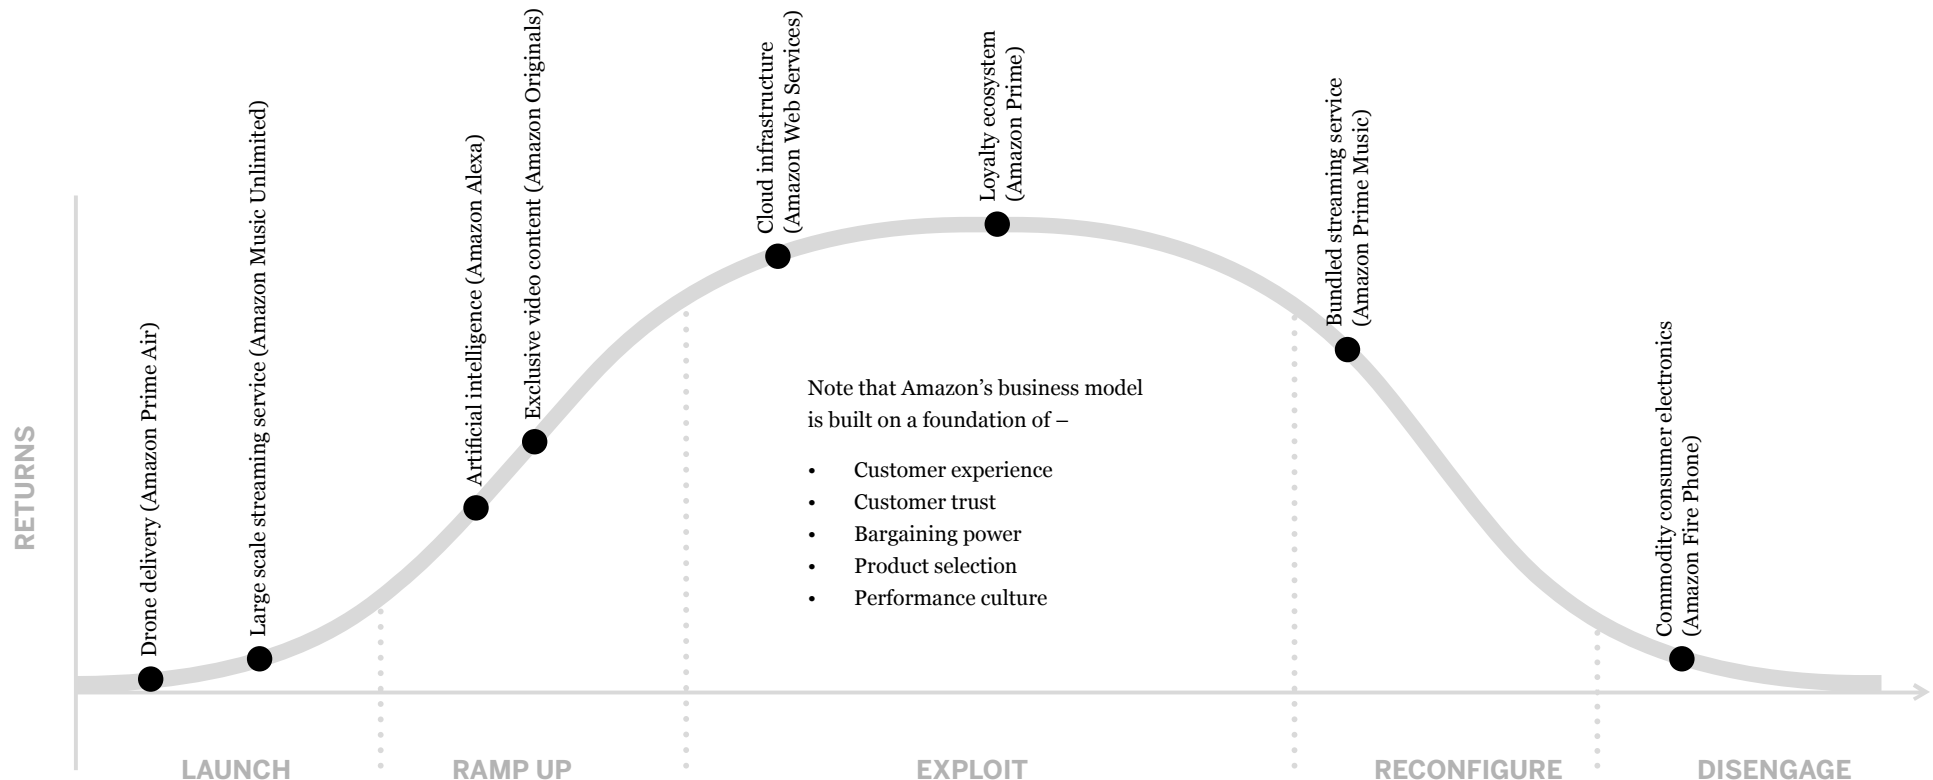 RETURNS
Drone delivery (Amazon Prime Air)
Large scale streaming service (Amazon Music Unlimited)
Artificial intelligence (Amazon Alexa)
Exclusive video content (Amazon Originals)
Cloud infrastructure
(Amazon Web Services)
Loyalty ecosystem
(Amazon Prime)
Bundled streaming service
(Amazon Prime Music)
Commodity consumer electronics
(Amazon Fire Phone)
Note that Amazon’s business model
is built on a foundation of –
• Customer experience
• Customer trust
• Bargaining power
• Product selection
• Performance culture
LAUNCH
RAMP UP
EXPLOIT
RECONFIGURE
DISENGAGE